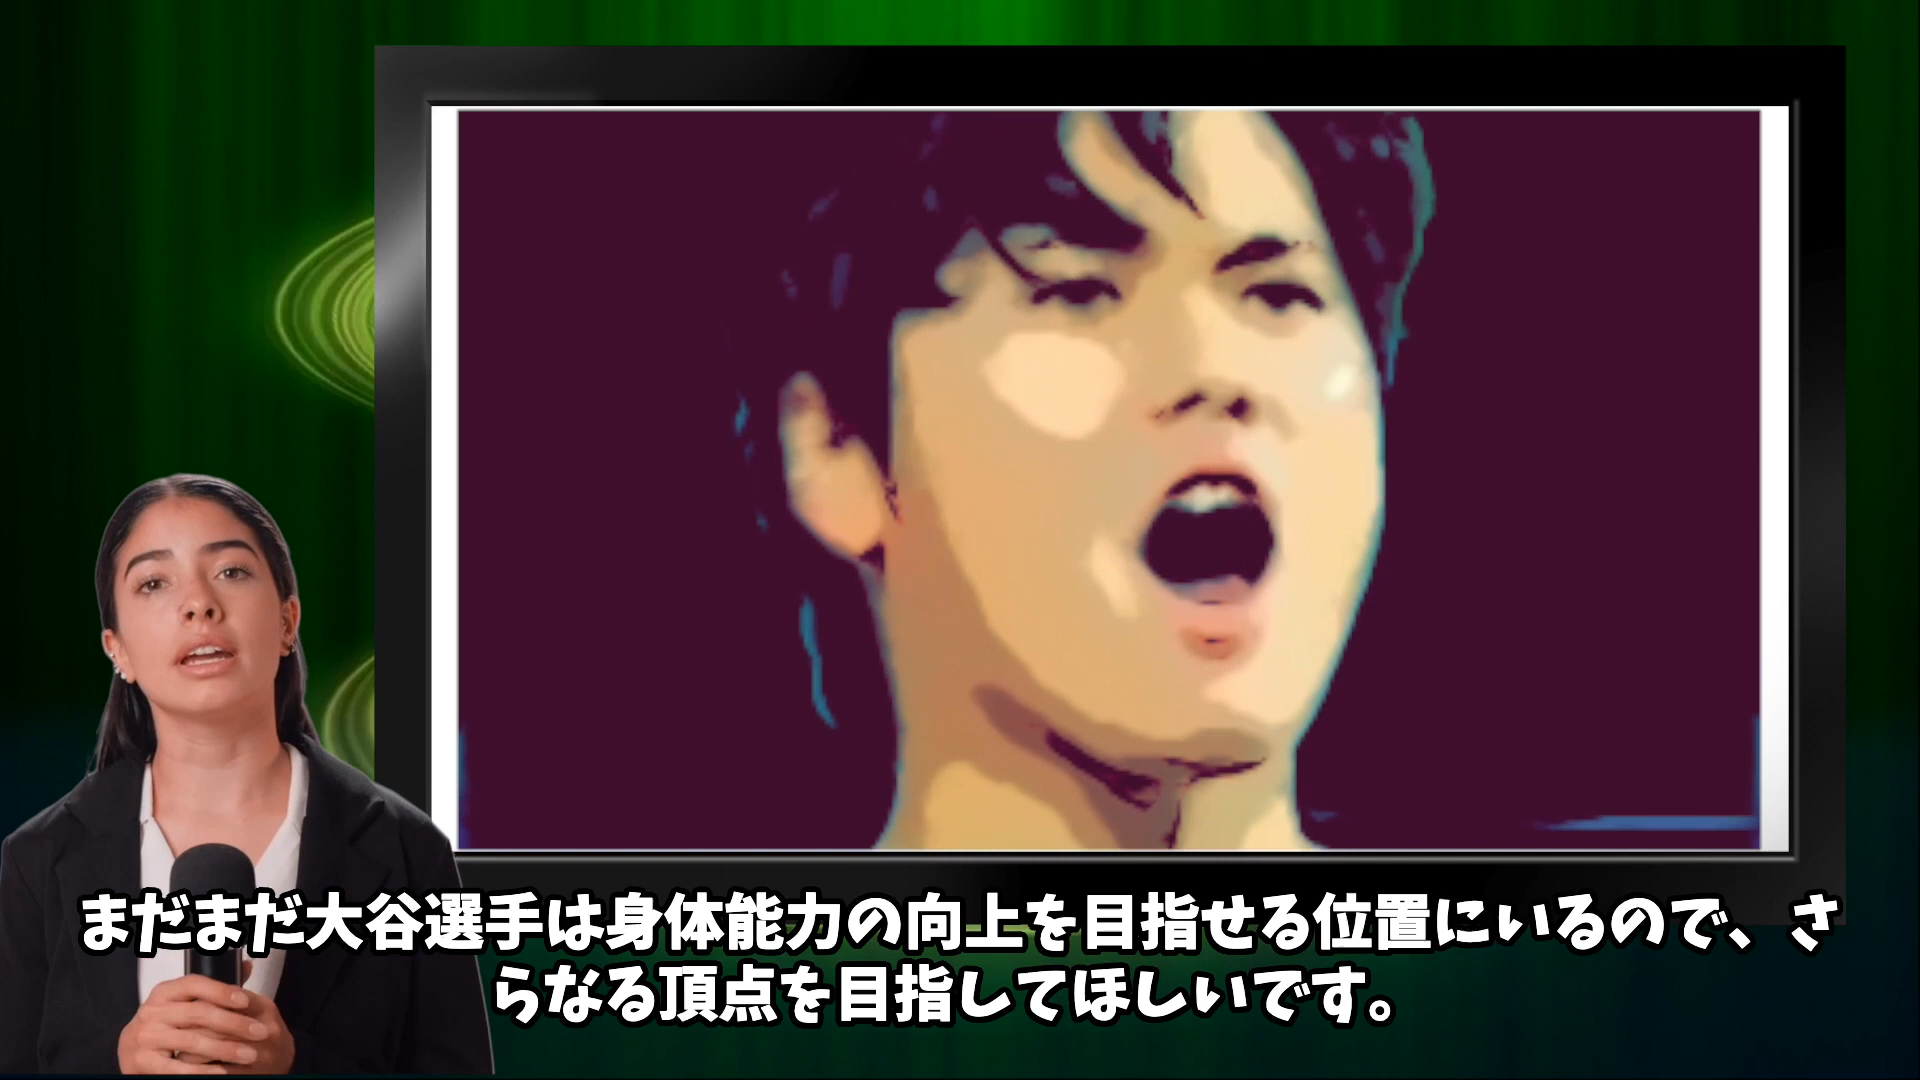 まだまだ大谷選手は身体能力の向上を目指せる位置にいるので、さ
らなる頂点を目指してほしいです。